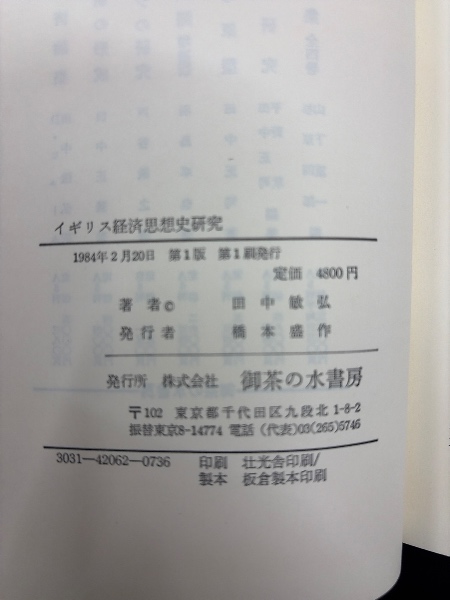 イギリス経済思想史研究
1984年2月20日 第1版 第1刷発行
定価 4800円
著者© 田中敏弘
発行者 橋本盛作
発行所 株式会社 御茶の水書房
〒102 東京都千代田区九段北1-8-2
振替東京8-14774 電話(代表)03(265)5746
3031―42062―0736 印刷 壮光舎印刷/
製本 板倉製本印刷